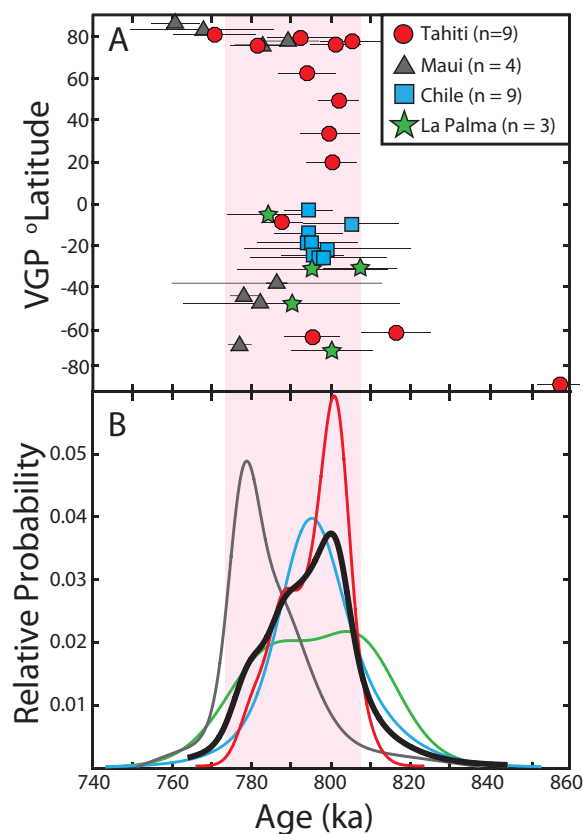 A
Tahiti (n=9)
Maui (n = 4)
Chile (n = 9)
La Palma (n = 3)
VGP ºLatitude
80
60
40
20
0
-20
-40
-60
-80
B
Relative Probability
0.05
0.04
0.03
0.02
0.01
740 760 780 800 820 840 860
Age (ka)